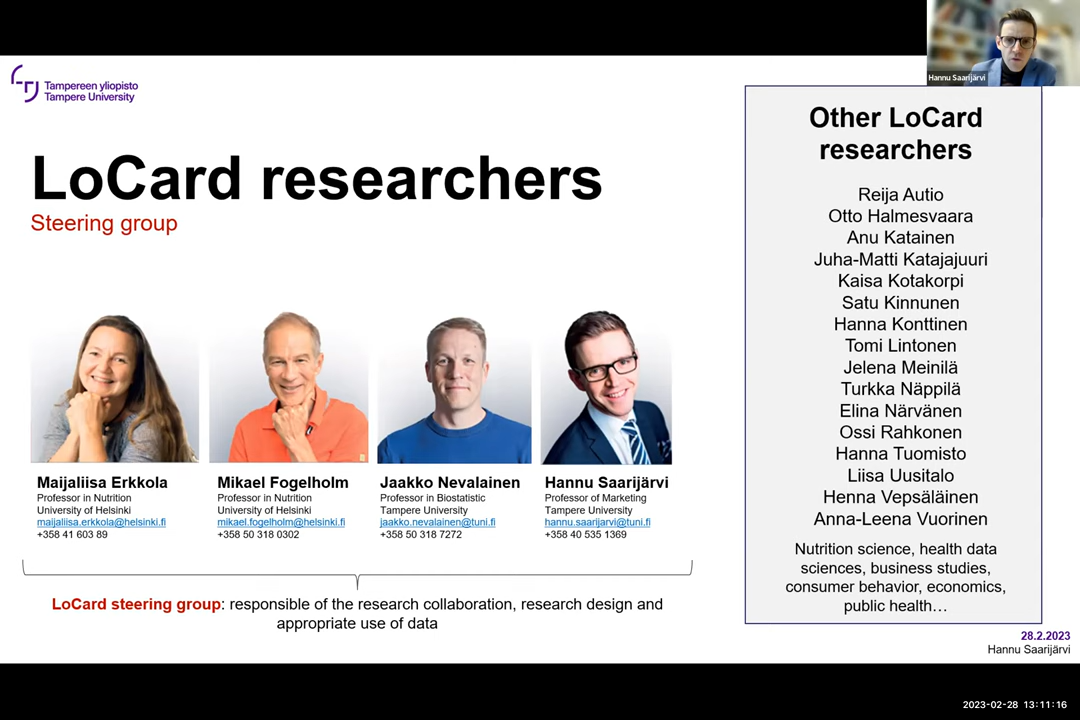 Hannu Saarijärvi
Tampereen yliopisto
Tampere University
LoCard researchers
Steering group
Maijaliisa Erkkola
Professor in Nutrition
University of Helsinki
maijaliisa.erkkola@helsinki.fi
+358 41 603 89
Mikael Fogelholm
Professor in Nutrition
University of Helsinki
mikael.fogelholm@helsinki.fi
+358 50 318 0302
Jaakko Nevalainen
Professor in Biostatistic
Tampere University
jaakko.nevalainen@tuni.fi
+358 50 318 7272
Hannu Saarijärvi
Professor of Marketing
Tampere University
hannu.saarijarvi@tuni.fi
+358 40 535 1369
LoCard steering group: responsible of the research collaboration, research design and
appropriate use of data
Other LoCard
researchers
Reija Autio
Otto Halmesvaara
Anu Katainen
Juha-Matti Katajajuuri
Kaisa Kotakorpi
Satu Kinnunen
Hanna Konttinen
Tomi Lintonen
Jelena Meinilä
Turkka Näppilä
Elina Närvänen
Ossi Rahkonen
Hanna Tuomisto
Liisa Uusitalo
Henna Vepsäläinen
Anna-Leena Vuorinen
Nutrition science, health data
sciences, business studies,
consumer behavior, economics,
public health…
28.2.2023
Hannu Saarijärvi
2023-02-28 13:11:16